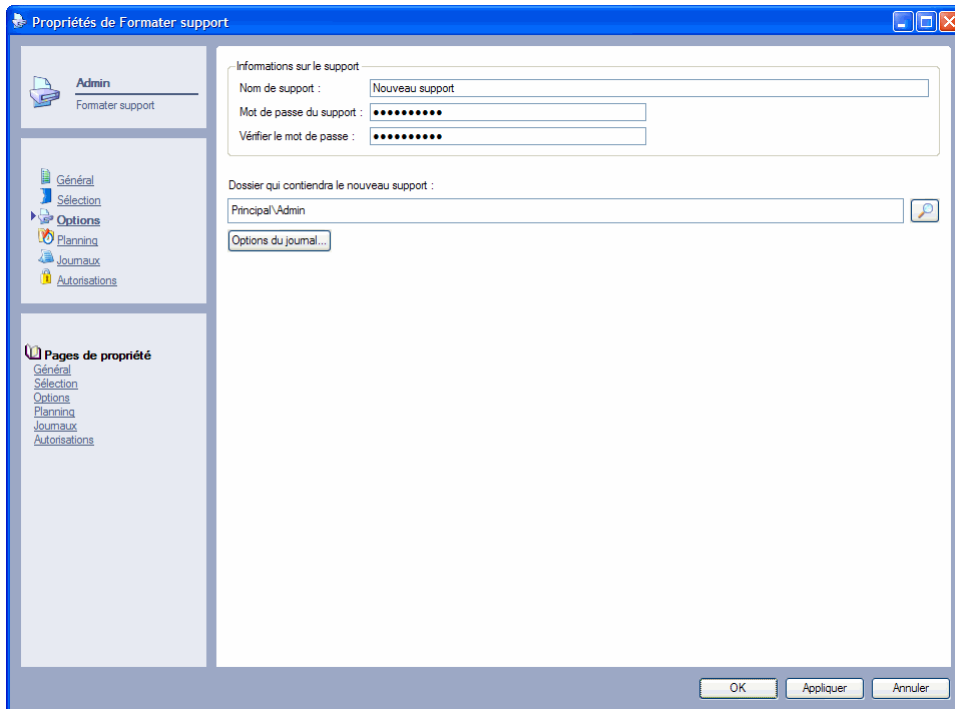 Propriétés de Formater support
Admin
Formater support
Général
Sélection
Options
Planning
Journaux
Autorisations
Pages de propriété
Général
Sélection
Options
Planning
Journaux
Autorisations
Informations sur le support
Nom de support : Nouveau support
Mot de passe du support : ●●●●●●●●●●
Vérifier le mot de passe : ●●●●●●●●●●
Dossier qui contiendra le nouveau support :
Principal\Admin
Options du journal...
OK Appliquer Annuler